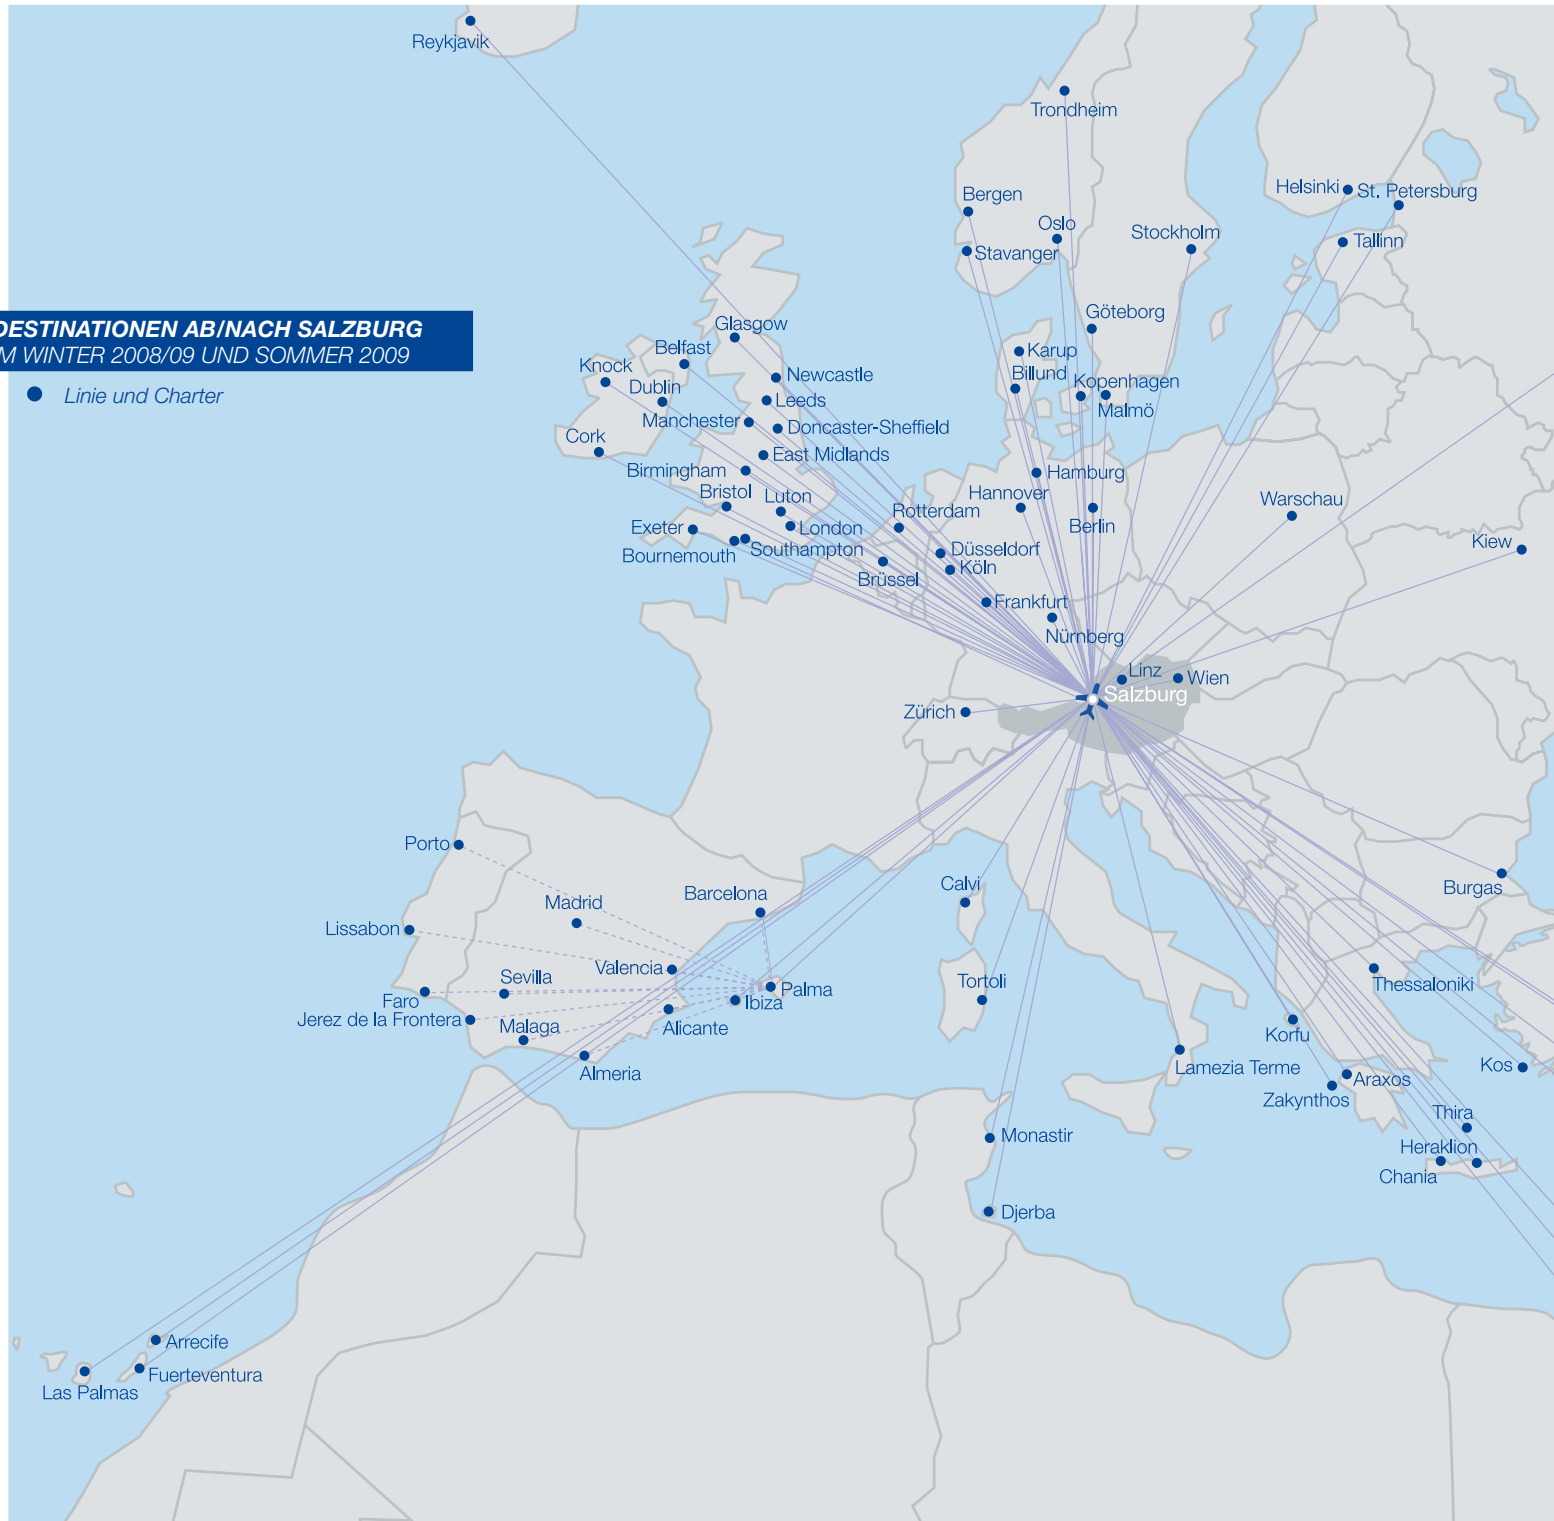 Reykjavik
Trondheim
Helsinki
St. Petersburg
Bergen
Oslo
Stockholm
Tallinn
Stavanger
DESTINATIONEN AB/NACH SALZBURG
M WINTER 2008/09 UND SOMMER 2009
Linie und Charter
Göteborg
Glasgow
Belfast
Karup
Knock
Newcastle
Billund
Kopenhagen
Dublin
Leeds
Malmö
Manchester
Doncaster-Sheffield
Cork
East Midlands
Birmingham
Hamburg
Bristol
Luton
Hannover
Warschau
Rotterdam
Exeter
London
Berlin
Kiew
Bournemouth
Southampton
Düsseldorf
Köln
Brüssel
Frankfurt
Nürnberg
Linz
Wien
Salzburg
Zürich
Porto
Calvi
Burgas
Barcelona
Madrid
Lissabon
Valencia
Sevilla
Tortoli
Thessaloniki
Palma
Faro
Ibiza
Jerez de la Frontera
Malaga
Alicante
Korfu
Almeria
Lamezia Terme
Kos
Araxos
Zakynthos
Thira
Monastir
Heraklion
Chania
Djerba
Arrecife
Fuerteventura
Las Palmas